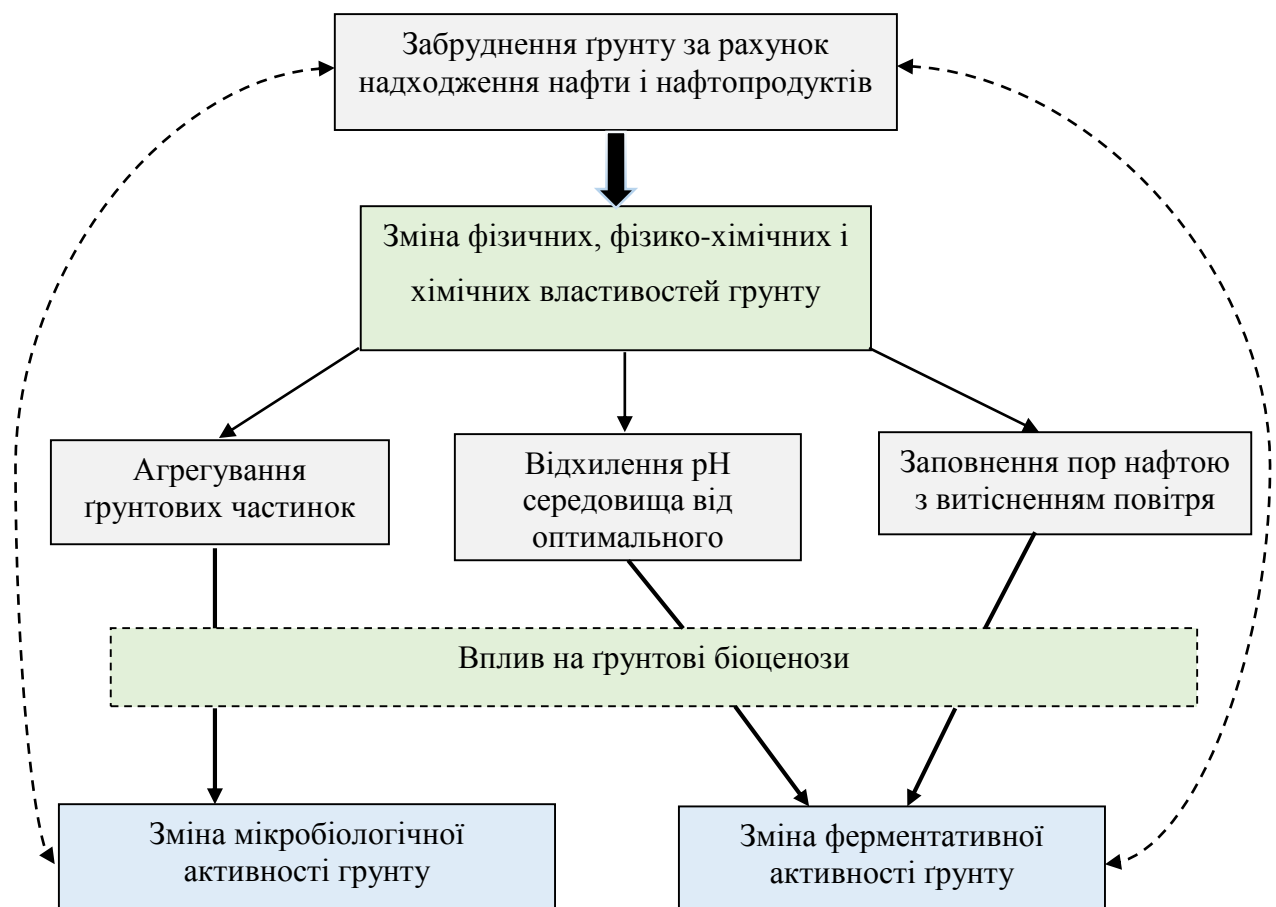 Забруднення ґрунту за рахунок
надходження нафти і нафтопродуктів
Зміна фізичних, фізико-хімічних і
хімічних властивостей грунту
Агрегування
ґрунтових частинок
Відхилення рН
середовища від
оптимального
Заповнення пор нафтою
з витісненням повітря
Вплив на ґрунтові біоценози
Зміна мікробіологічної
активності грунту
Зміна ферментативної
активності ґрунту